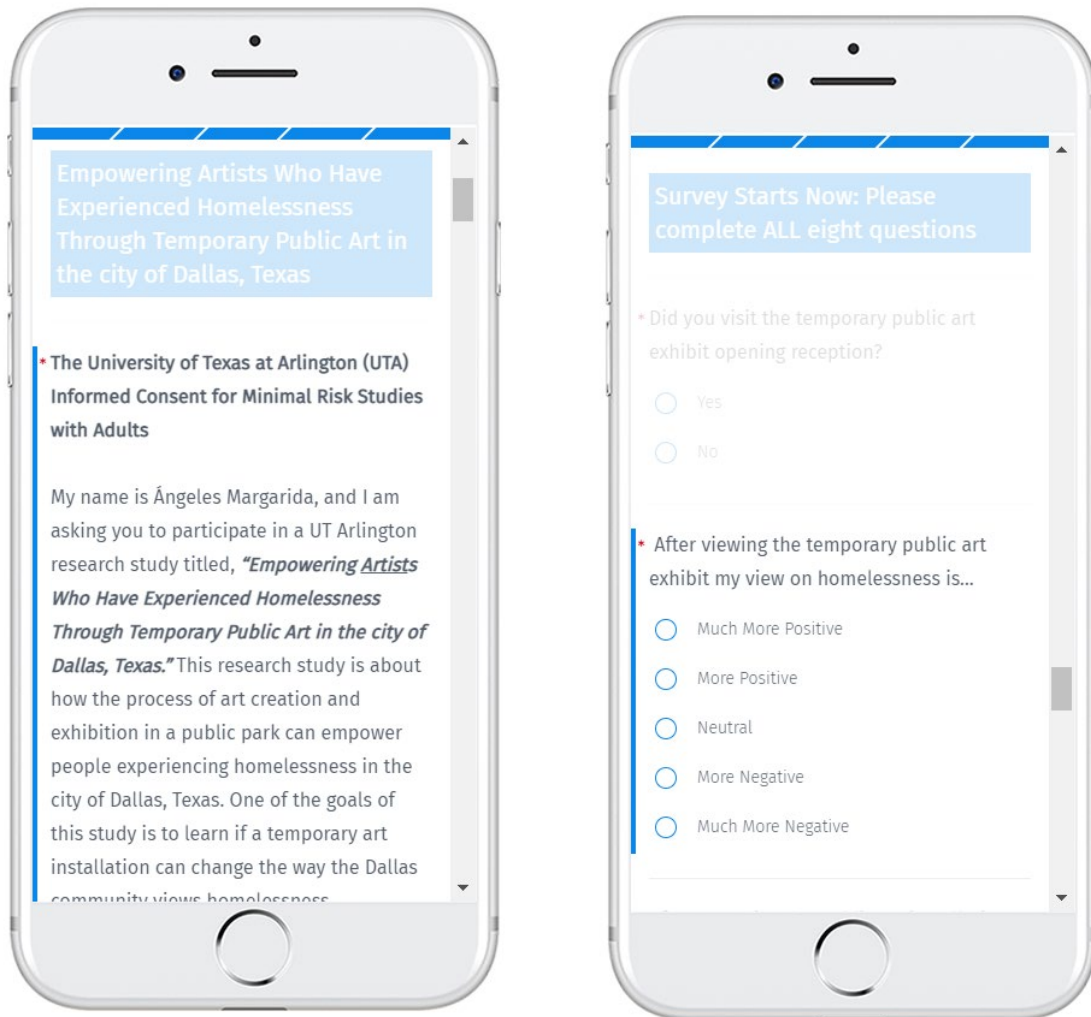 Empowering Artists Who Have
Experienced Homelessness
Through Temporary Public Art in
the city of Dallas, Texas
* The University of Texas at Arlington (UTA)
Informed Consent for Minimal Risk Studies
with Adults
My name is Ángeles Margarida, and I am
asking you to participate in a UT Arlington
research study titled, “Empowering Artists
Who Have Experienced Homelessness
Through Temporary Public Art in the city of
Dallas, Texas.” This research study is about
how the process of art creation and
exhibition in a public park can empower
people experiencing homelessness in the
city of Dallas, Texas. One of the goals of
this study is to learn if a temporary art
installation can change the way the Dallas
community views homelessness
Survey Starts Now: Please
complete ALL eight questions
* Did you visit the temporary public art
exhibit opening reception?
Yes
No
* After viewing the temporary public art
exhibit my view on homelessness is...
Much More Positive
More Positive
Neutral
More Negative
Much More Negative